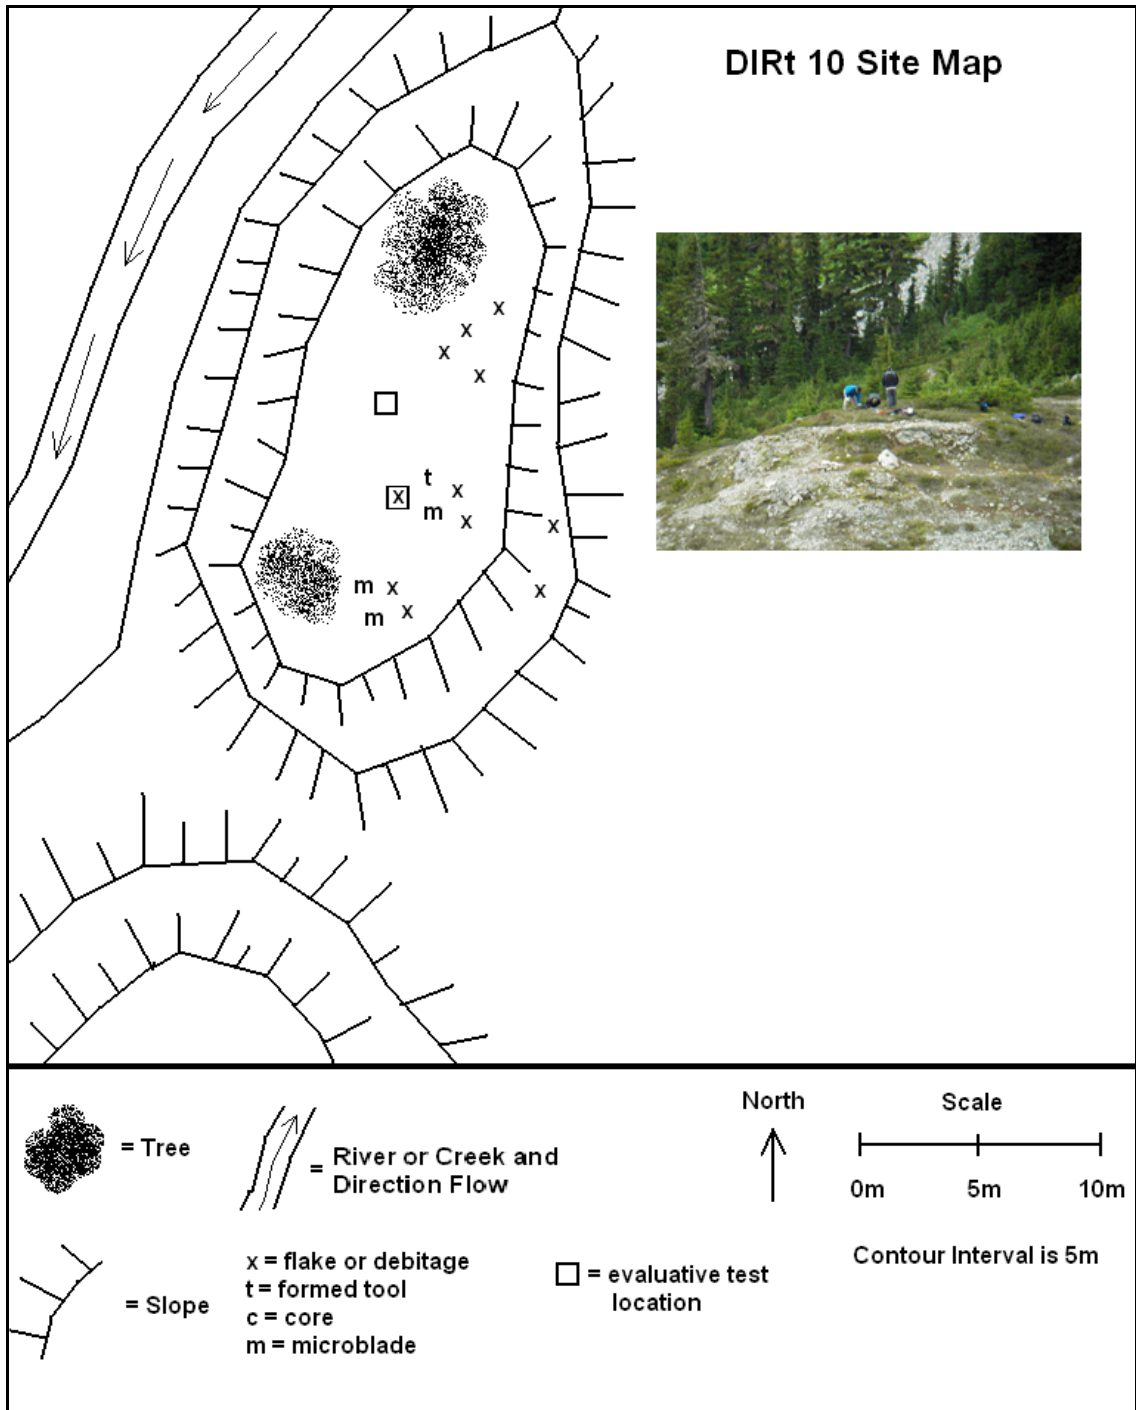 DIRt 10 Site Map
x
x
x
x
t
x
x
m
x
x
m
x
x
m
x
North
Scale
= Tree
= River or Creek and
Direction Flow
0m 5m 10m
Contour Interval is 5m
= Slope
x = flake or debitage
t = formed tool
c = core
m = microblade
= evaluative test
location